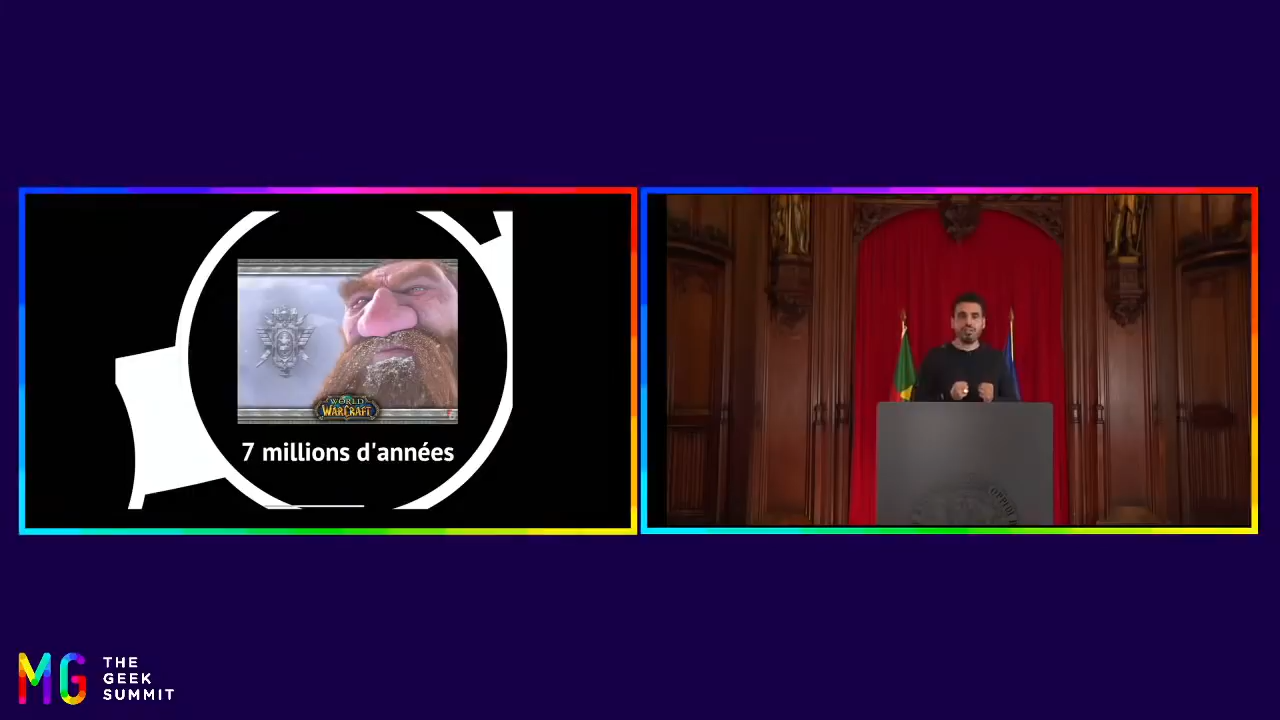 WORLD
WARCRAFT
7 millions d'années
MG
THE
GEEK
SUMMIT